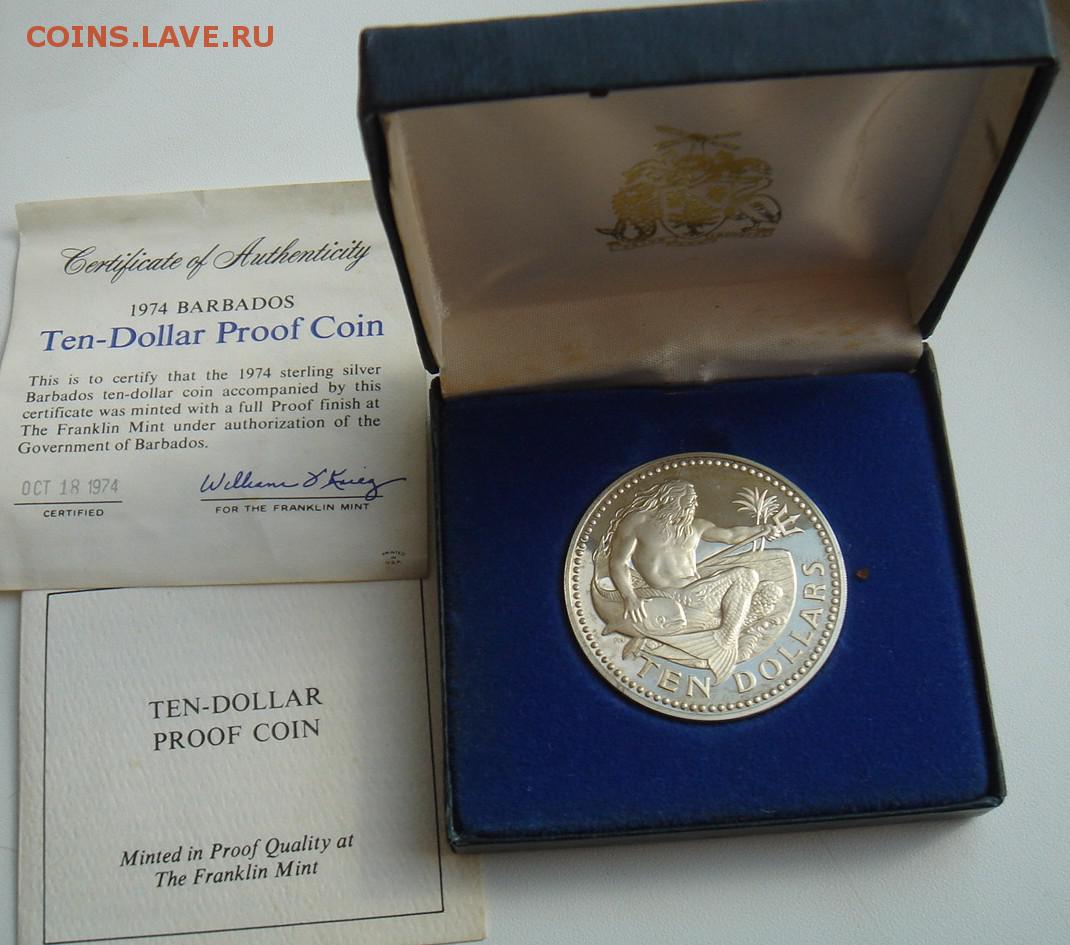 COINS.LAVE.RU
Certificate of Authenticity
1974 BARBADOS
Ten-Dollar Proof Coin
This is to certify that the 1974 sterling silver
Barbados ten-dollar coin accompanied by this
certificate was minted with a full Proof finish at
The Franklin Mint under authorization of the
Government of Barbados.
OCT 18 1974
CERTIFIED
FOR THE FRANKLIN MINT
PRINTED
IN
TEN-DOLLAR
PROOF COIN
Minted in Proof Quality at
The Franklin Mint
TEN DOLLARS